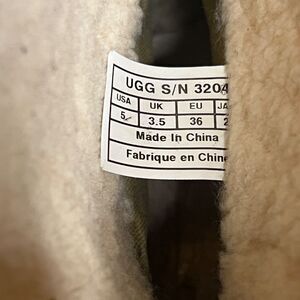 UGG S/N 3204
USA UK EU JA
5 3.5 36 2
Made In China
Fabrique en Chine